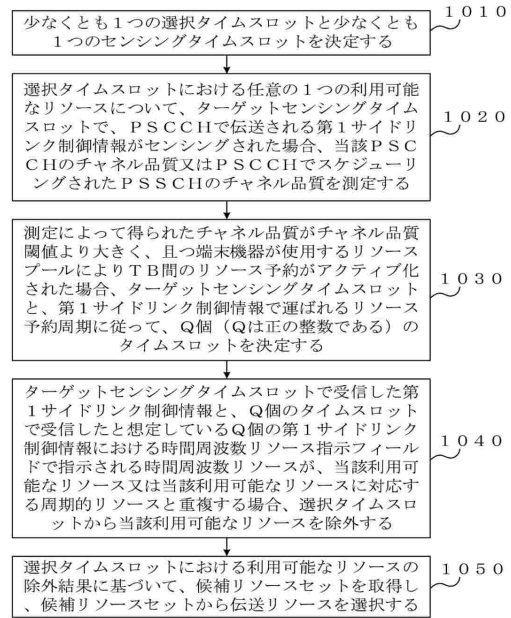 少なくとも１つの選択タイムスロットと少なくとも
１つのセンシングタイムスロットを決定する
１０１０
選択タイムスロットにおける任意の１つの利用可能
なリソースについて、ターゲットセンシングタイム
スロットで、ＰＳＣＣＨで伝送される第１サイドリ
ンク制御情報がセンシングされた場合、当該ＰＳＣ
ＣＨのチャネル品質又はＰＳＣＣＨでスケジューリ
ングされたＰＳＳＣＨのチャネル品質を測定する
１０２０
測定によって得られたチャネル品質がチャネル品質
閾値より大きく、且つ端末機器が使用するリソース
プールによりＴＢ間のリソース予約がアクティブ化
された場合、ターゲットセンシングタイムスロット
と、第１サイドリンク制御情報で運ばれるリソース
予約周期に従って、Ｑ個（Ｑは正の整数である）の
タイムスロットを決定する
１０３０
ターゲットセンシングタイムスロットで受信した第
１サイドリンク制御情報と、Ｑ個のタイムスロット
で受信したと想定しているＱ個の第１サイドリンク
制御情報における時間周波数リソース指示フィール
ドで指示される時間周波数リソースが、当該利用可
能なリソース又は当該利用可能なリソースに対応す
る周期的リソースと重複する場合、選択タイムスロ
ットから当該利用可能なリソースを除外する
１０４０
選択タイムスロットにおける利用可能なリソースの
除外結果に基づいて、候補リソースセットを取得し
、候補リソースセットから伝送リソースを選択する
１０５０